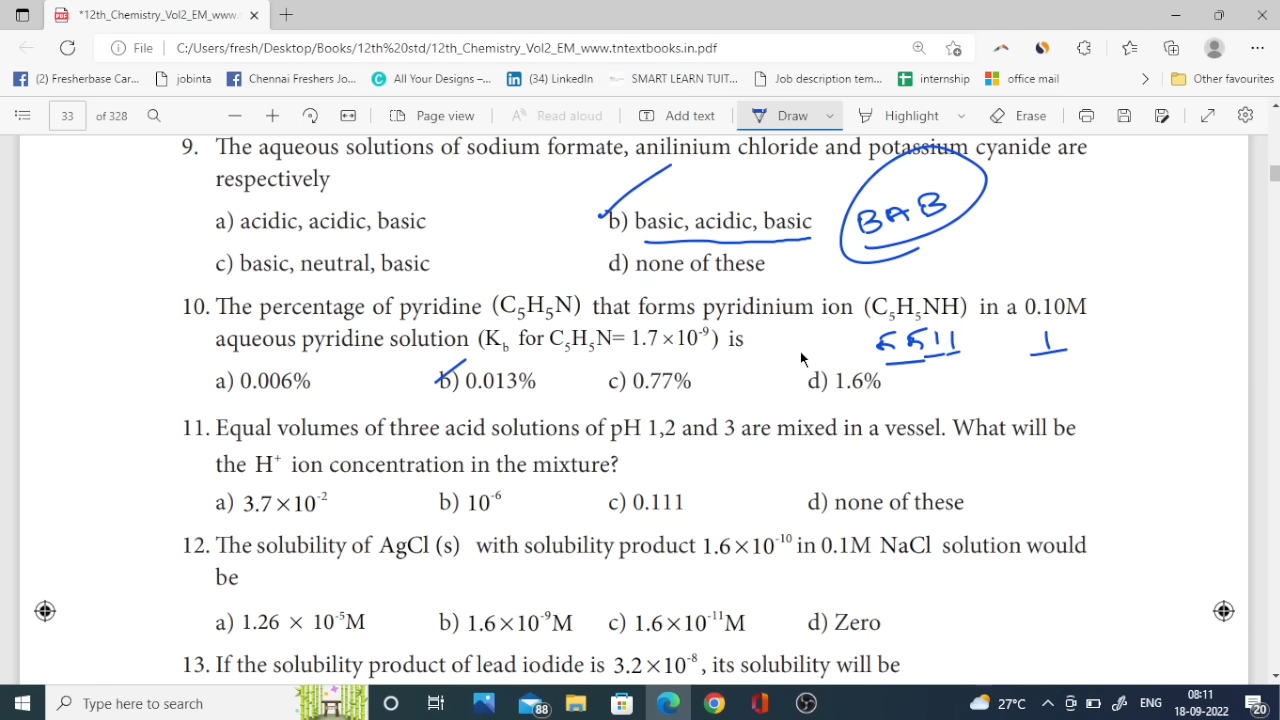 *12th_Chemistry_Vol2_EM_www.
File C:/Users/fresh/Desktop/Books/12th%20std/12th_Chemistry_Vol2_EM_www.tntextbooks.in.pdf
(2) Fresherbase Car... jobinta Chennai Freshers Jo... All Your Designs –... (34) LinkedIn SMART LEARN TUIT... Job description tem... internship office mail Other favourites
33 of 328 Page view Read aloud Add text Draw Highlight Erase
9. The aqueous solutions of sodium formate, anilinium chloride and potassium cyanide are
respectively
a) acidic, acidic, basic b) basic, acidic, basic
BAB
c) basic, neutral, basic d) none of these
10. The percentage of pyridine (C₅H₅N) that forms pyridinium ion (C₅H₅NH) in a 0.10M
aqueous pyridine solution (K_b for C₅H₅N= 1.7×10⁻⁹) is
5511 1
a) 0.006% b) 0.013% c) 0.77% d) 1.6%
11. Equal volumes of three acid solutions of pH 1,2 and 3 are mixed in a vessel. What will be
the H⁺ ion concentration in the mixture?
a) 3.7×10⁻² b) 10⁻⁶ c) 0.111 d) none of these
12. The solubility of AgCl (s) with solubility product 1.6×10⁻¹⁰ in 0.1M NaCl solution would
be
a) 1.26 × 10⁻⁵M b) 1.6×10⁻⁹M c) 1.6×10⁻¹¹M d) Zero
13. If the solubility product of lead iodide is 3.2×10⁻⁸, its solubility will be
Type here to search 88 27°C ENG 08:11
18-09-2022 20